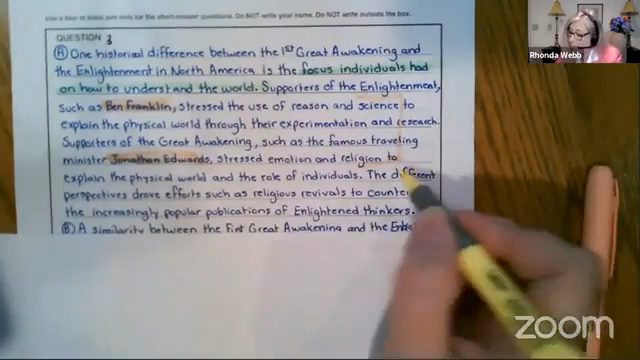 Use a blue or black pen only for the short-answer questions. Do NOT write your name. Do NOT write outside the box.
QUESTION 3
(A) One historical difference between the 1st Great Awakening and
the Enlightenment in North America is the focus individuals had
on how to understand the world. Supporters of the Enlightenment,
such as Ben Franklin, stressed the use of reason and science to
explain the physical world through their experimentation and research.
Supporters of the Great Awakening, such as the famous traveling
minister Jonathan Edwards, stressed emotion and religion to
explain the physical world and the role of individuals. The different
perspectives drove efforts such as religious revivals to counter
the increasingly popular publications of Enlightened thinkers.
(B) A similarity between the First Great Awakening and the
Rhonda Webb
zoom